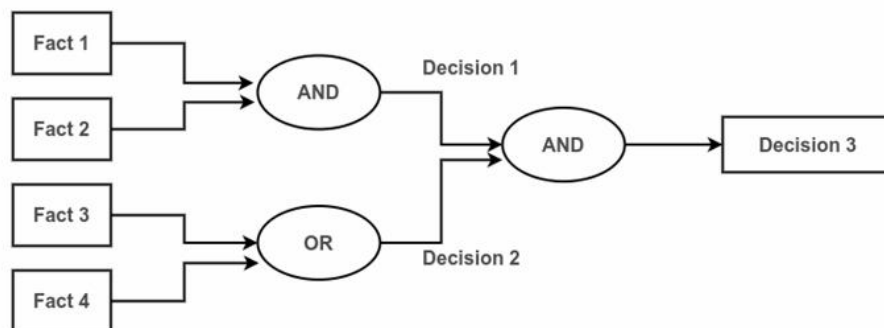 Fact 1
Fact 2
Fact 3
Fact 4
AND
OR
Decision 1
Decision 2
AND
Decision 3